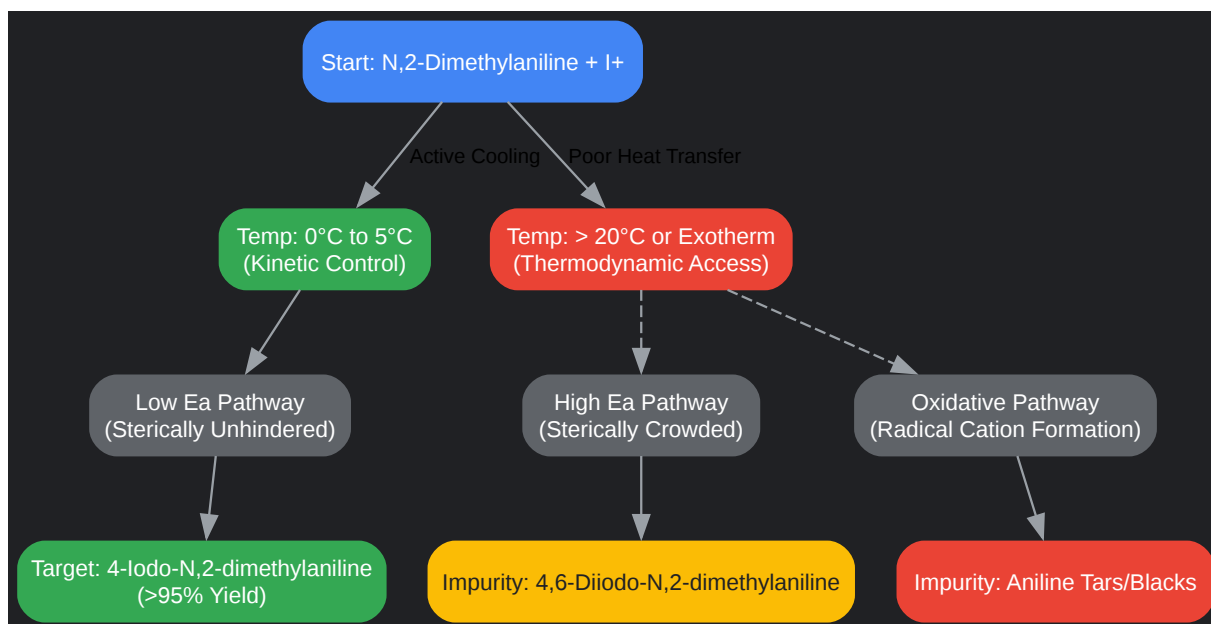 Start: N,2-Dimethylaniline + I+
Active Cooling
Poor Heat Transfer
Temp: 0°C to 5°C
(Kinetic Control)
Temp: > 20°C or Exotherm
(Thermodynamic Access)
Low Ea Pathway
(Sterically Unhindered)
High Ea Pathway
(Sterically Crowded)
Oxidative Pathway
(Radical Cation Formation)
Target: 4-Iodo-N,2-dimethylaniline
(>95% Yield)
Impurity: 4,6-Diiodo-N,2-dimethylaniline
Impurity: Aniline Tars/Blacks